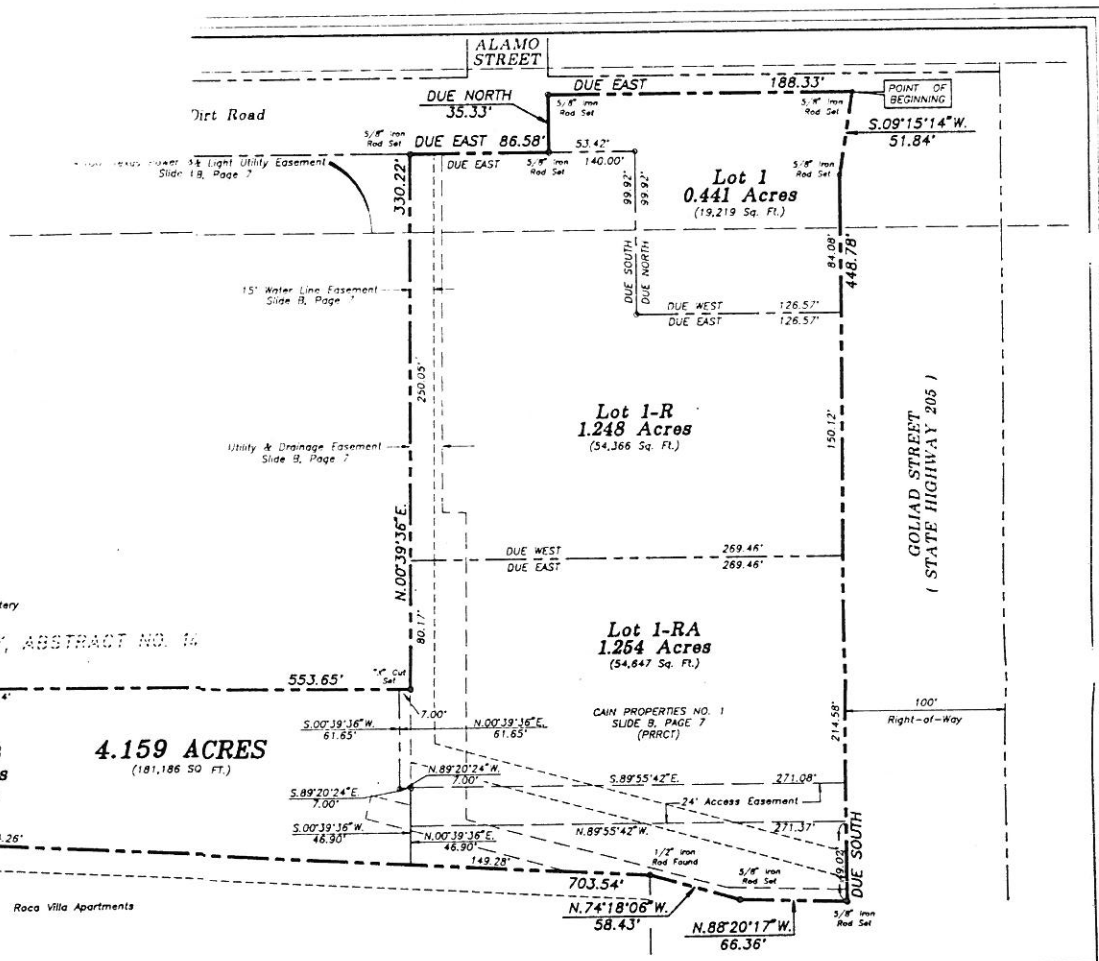 ALAMO
STREET
DUE EAST
188.33'
POINT OF
BEGINNING
DUE NORTH
35.33'
5/8" Iron
Rod Set
5/8" Iron
Rod Set
S.09°15'14"W.
51.84'
Dirt Road
5/8" Iron
Rod Set
DUE EAST 86.58'
DUE EAST
5/8" Iron
Rod Set
53.42'
140.00'
5/8" Iron
Rod Set
Power & Light Utility Easement
Page 7
330.22'
99.92'
99.92'
Lot 1
0.441 Acres
(19,219 Sq. Ft.)
DUE SOUTH
DUE NORTH
84.08'
448.78'
15' Water Line Easement
Slide B, Page 7
DUE WEST 126.57'
DUE EAST 126.57'
250.05'
Lot 1-R
1.248 Acres
(54,366 Sq. Ft.)
150.12'
Utility & Drainage Easement
Slide B, Page 7
GOLIAD STREET
( STATE HIGHWAY 205 )
N.00°39'36"E.
DUE WEST 269.46'
DUE EAST 269.46'
tery
, ABSTRACT NO. 14
80.17'
Lot 1-RA
1.254 Acres
(54,647 Sq. Ft.)
553.65'
"X" Cut
Set
7.00'
CAIN PROPERTIES NO. 1
SLIDE B, PAGE 7
(PRRCT)
214.58'
100'
Right-of-Way
S.00°39'36"W.
61.65'
N.00°39'36"E.
61.65'
4.159 ACRES
(181,186 SQ FT.)
N.89°20'24"W.
7.00'
S.89°20'24"E.
7.00'
S.89°55'42"E. 271.08'
24' Access Easement
S.00°39'36"W.
46.90'
N.00°39'36"E.
46.90'
N.89°55'42"W. 271.37'
.26'
149.28'
1/2" Iron
Rod Found
5/8" Iron
Rod Set
DUE SOUTH
703.54'
N.74°18'06"W.
58.43'
N.88°20'17"W.
66.36'
5/8" Iron
Rod Set
Roca Villa Apartments